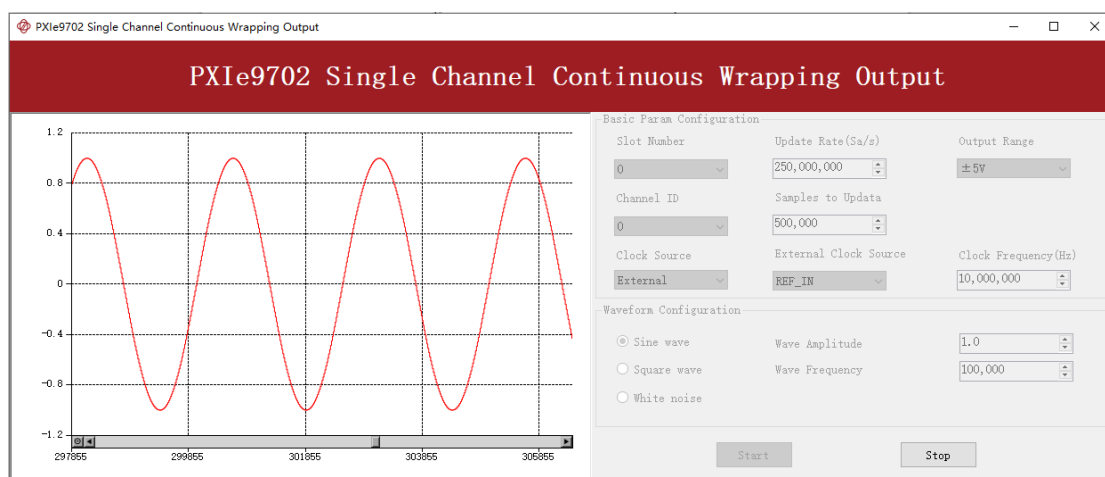 PXIe9702 Single Channel Continuous Wrapping Output
PXIe9702 Single Channel Continuous Wrapping Output
1.2
0.8
0.4
0
-0.4
-0.8
-1.2
297855 299855 301855 303855 305855
Basic Param Configuration
Slot Number Update Rate(Sa/s) Output Range
0 250,000,000 ±5V
Channel ID Samples to Updata
0 500,000
Clock Source External Clock Source Clock Frequency(Hz)
External REF_IN 10,000,000
Waveform Configuration
Sine wave Wave Amplitude 1.0
Square wave Wave Frequency 100,000
White noise
Start Stop